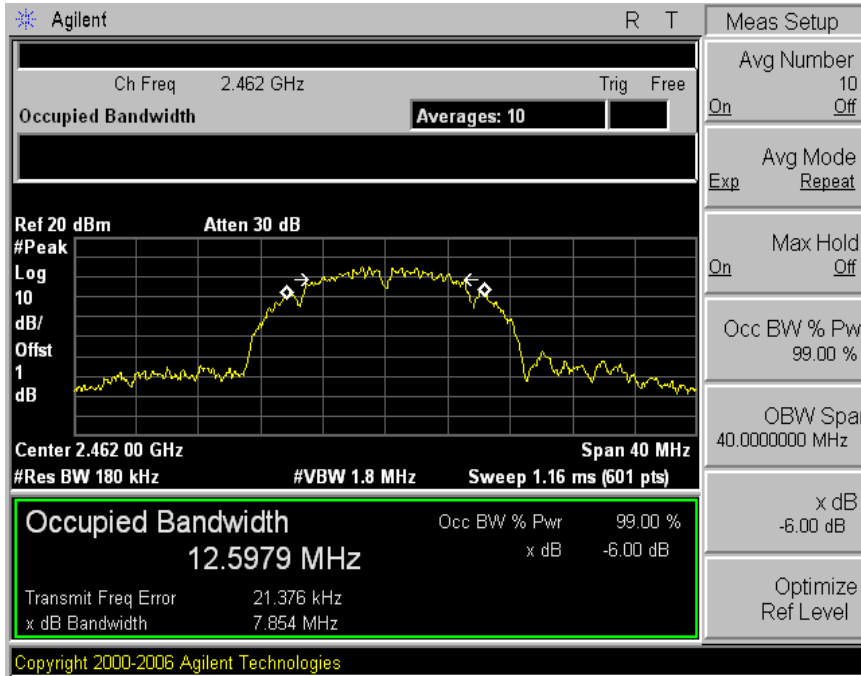 Agilent R T
Ch Freq 2.462 GHz Trig Free
Occupied Bandwidth Averages: 10
Ref 20 dBm Atten 30 dB
#Peak
Log
10
dB/
Offst
1
dB
Center 2.462 00 GHz Span 40 MHz
#Res BW 180 kHz #VBW 1.8 MHz Sweep 1.16 ms (601 pts)
Occupied Bandwidth Occ BW % Pwr 99.00 %
12.5979 MHz x dB -6.00 dB
Transmit Freq Error 21.376 kHz
x dB Bandwidth 7.854 MHz
Copyright 2000-2006 Agilent Technologies
Meas Setup
Avg Number
10
On Off
Avg Mode
Exp Repeat
Max Hold
On Off
Occ BW % Pw
99.00 %
OBW Spa
40.0000000 MHz
x dB
-6.00 dB
Optimize
Ref Level